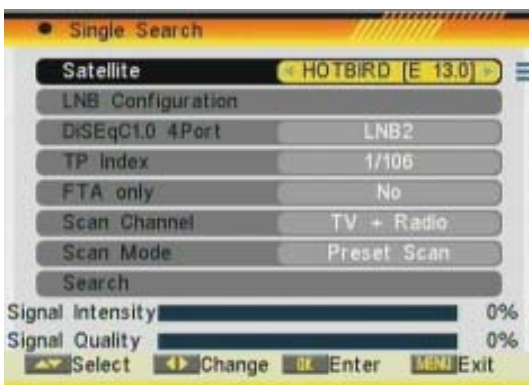 Single Search
Satellite HOTBIRD [E 13.0]
LNB Configuration
DiSEqC1.0 4Port LNB2
TP Index 1/106
FTA only No
Scan Channel TV + Radio
Scan Mode Preset Scan
Search
Signal Intensity 0%
Signal Quality 0%
Select Change OK Enter MENU Exit